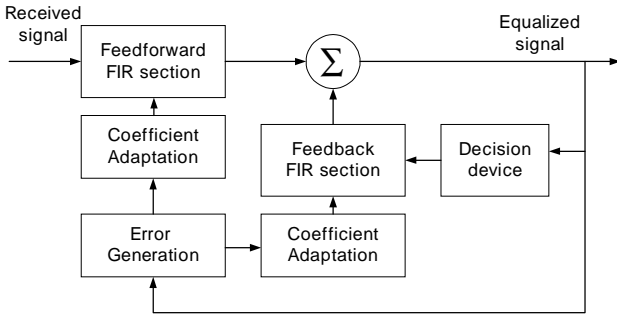 Received
signal
Equalized
signal
Feedforward
FIR section
Σ
Coefficient
Adaptation
Feedback
FIR section
Decision
device
Error
Generation
Coefficient
Adaptation